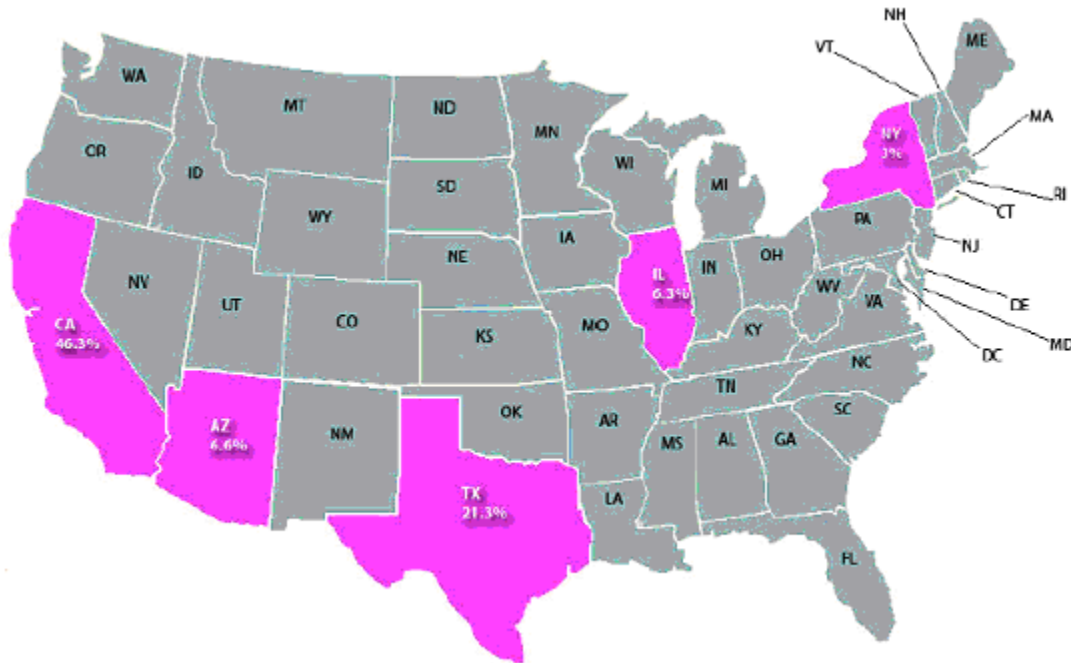 NH
ME
VT
WA
MT
ND
MN
NY
3%
MA
OR
ID
SD
WI
MI
RI
WY
CT
PA
IA
NE
NJ
OH
IN
IL
6.3%
NV
UT
WV
VA
DE
CO
MO
CA
46.3%
KS
KY
MD
DC
NC
TN
OK
AR
SC
AZ
6.6%
NM
MS
AL
GA
TX
21.3%
LA
FL